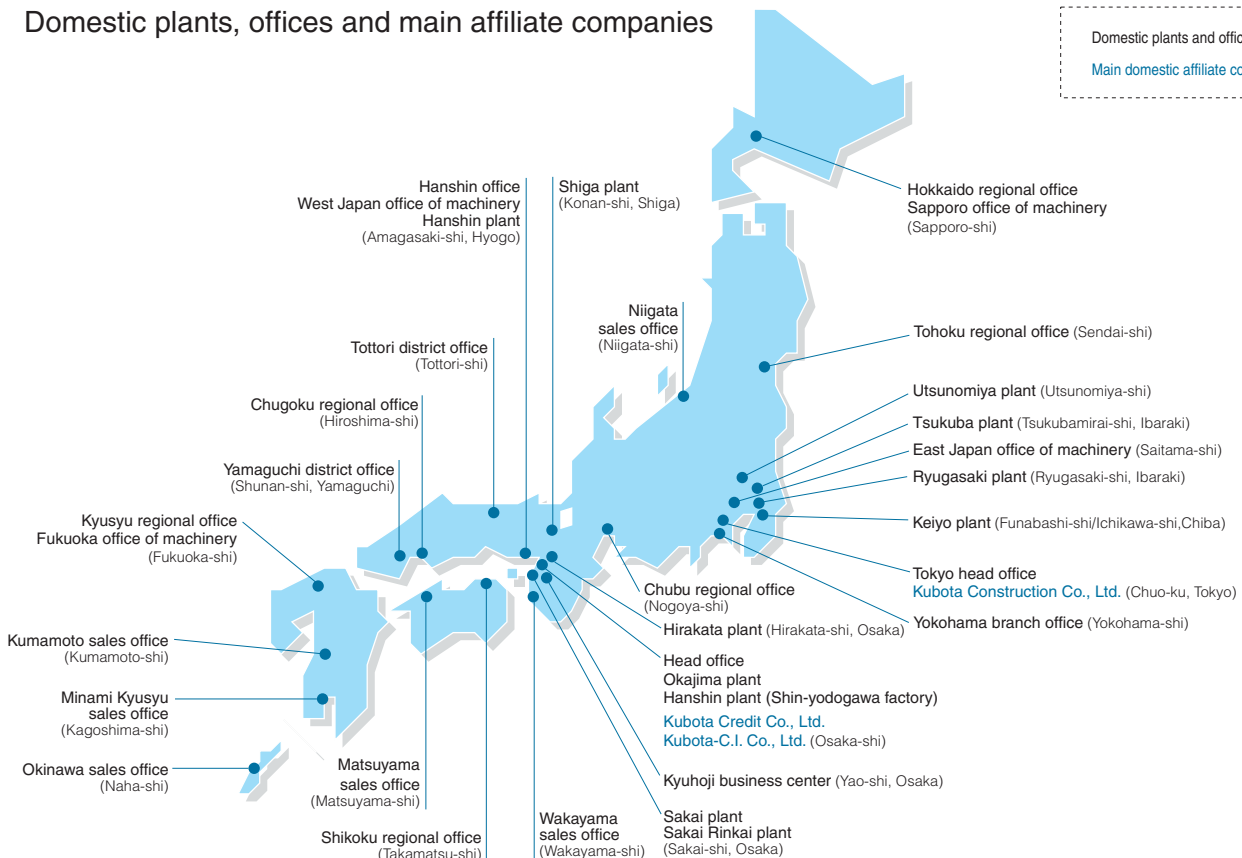 Domestic plants, offices and main affiliate companies
Domestic plants and offic
Main domestic affiliate co
Hanshin office
West Japan office of machinery
Hanshin plant
(Amagasaki-shi, Hyogo)
Shiga plant
(Konan-shi, Shiga)
Hokkaido regional office
Sapporo office of machinery
(Sapporo-shi)
Niigata
sales office
(Niigata-shi)
Tohoku regional office (Sendai-shi)
Tottori district office
(Tottori-shi)
Utsunomiya plant (Utsunomiya-shi)
Chugoku regional office
(Hiroshima-shi)
Tsukuba plant (Tsukubamirai-shi, Ibaraki)
East Japan office of machinery (Saitama-shi)
Yamaguchi district office
(Shunan-shi, Yamaguchi)
Ryugasaki plant (Ryugasaki-shi, Ibaraki)
Kyusyu regional office
Fukuoka office of machinery
(Fukuoka-shi)
Keiyo plant (Funabashi-shi/Ichikawa-shi,Chiba)
Tokyo head office
Kubota Construction Co., Ltd. (Chuo-ku, Tokyo)
Chubu regional office
(Nogoya-shi)
Yokohama branch office (Yokohama-shi)
Hirakata plant (Hirakata-shi, Osaka)
Kumamoto sales office
(Kumamoto-shi)
Head office
Okajima plant
Hanshin plant (Shin-yodogawa factory)
Kubota Credit Co., Ltd.
Kubota-C.I. Co., Ltd. (Osaka-shi)
Minami Kyusyu
sales office
(Kagoshima-shi)
Okinawa sales office
(Naha-shi)
Matsuyama
sales office
(Matsuyama-shi)
Kyuhoji business center (Yao-shi, Osaka)
Shikoku regional office
(Takamatsu-shi)
Wakayama
sales office
(Wakayama-shi)
Sakai plant
Sakai Rinkai plant
(Sakai-shi, Osaka)